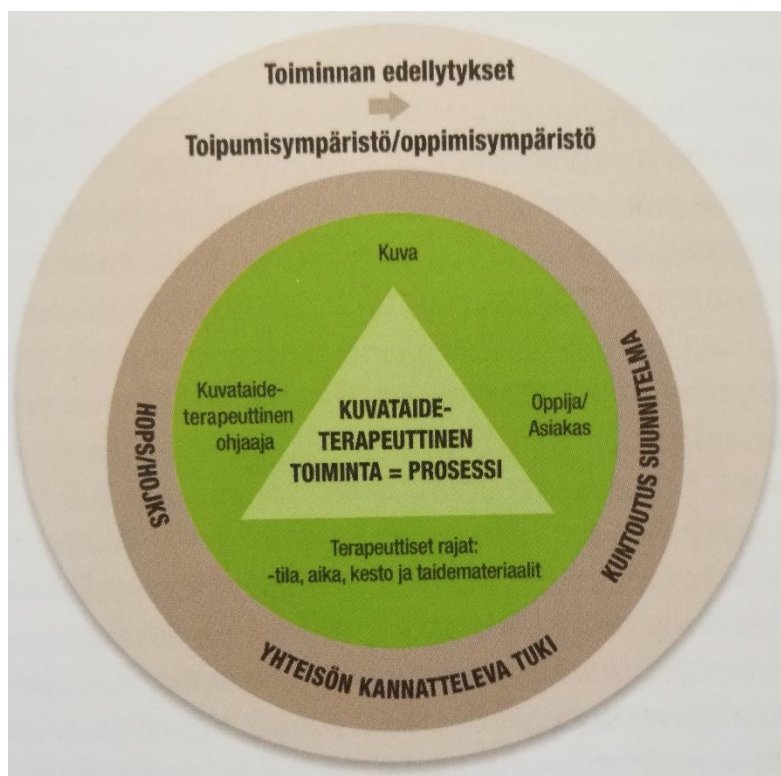 Toiminnan edellytykset
Toipumisympäristö/oppimisympäristö
Kuva
Kuvataide-
terapeuttinen
ohjaaja
KUVATAIDE-
TERAPEUTTINEN
TOIMINTA = PROSESSI
Oppija/
Asiakas
Terapeuttiset rajat:
-tila, aika, kesto ja taidemateriaalit
HOPS/HOJKS
YHTEISÖN KANNATTELEVA TUKI
KUNTOUTUS SUUNNITELMA